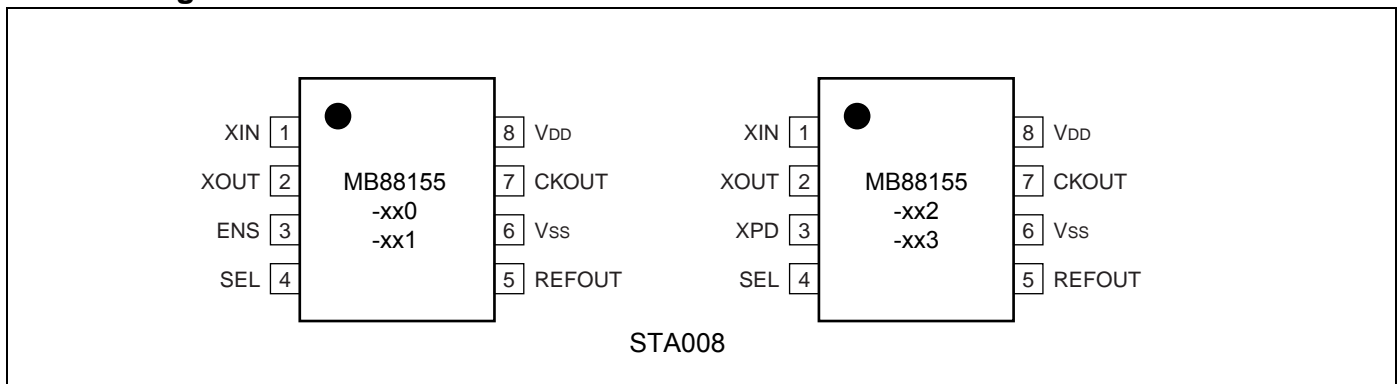 XIN 1 MB88155 -xx0 -xx1 8 VDD
XOUT 2 7 CKOUT
ENS 3 6 Vss
SEL 4 5 REFOUT
XIN 1 MB88155 -xx2 -xx3 8 VDD
XOUT 2 7 CKOUT
XPD 3 6 Vss
SEL 4 5 REFOUT
STA008